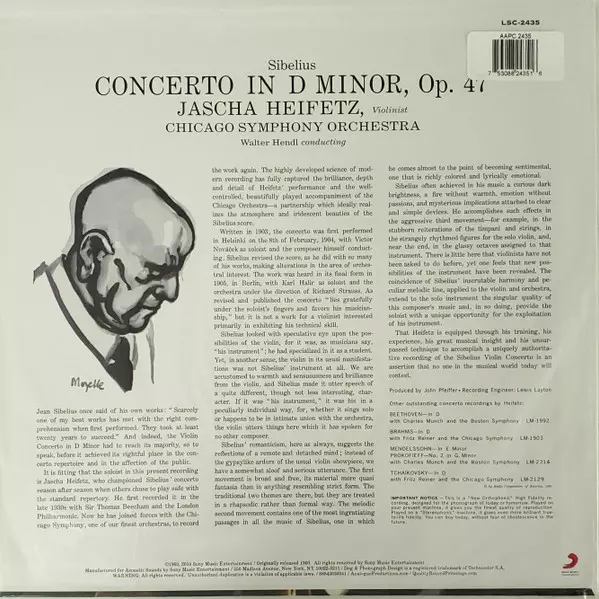 LSC-2435
AAPC 2435
Sibelius
CONCERTO IN D MINOR, Op. 47
JASCHA HEIFETZ, Violinist
CHICAGO SYMPHONY ORCHESTRA
Walter Hendl conducting
Jean Sibelius once said of his own works: "Scarcely
one of my best works has met with the right com-
prehension when first performed. They took at least
twenty years to succeed." And indeed, the Violin
Concerto in D Minor had to reach its majority, so to
speak, before it achieved its rightful place in the con-
certo repertoire and in the affection of the public.
It is fitting that the soloist in this present recording
is Jascha Heifetz, who championed Sibelius' concerto
season after season when others chose to play safe with
the standard repertory. He first recorded it in the
late 1930s with Sir Thomas Beecham and the London
Philharmonic. Now he has joined forces with the Chi-
cago Symphony, one of our finest orchestras, to record
the work again. The highly developed science of mod-
ern recording has fully captured the brilliance, depth
and detail of Heifetz' performance and the well-
controlled, beautifully played accompaniment of the
Chicago Orchestra—a partnership which ideally real-
izes the atmosphere and iridescent beauties of the
Sibelius score.
Written in 1903, the concerto was first performed
in Helsinki on the 8th of February, 1904, with Victor
Nováček as soloist and the composer himself conduct-
ing. Sibelius revised the score, as he did with so many
of his works, making alterations in the area of orches-
tral interest. The work was heard in its final form in
1905, in Berlin, with Karl Halir as soloist and the
orchestra under the direction of Richard Strauss. As
revised and published the concerto "lies gratefully
under the soloist's fingers and favors his musician-
ship," but it is not a work for a violinist interested
primarily in exhibiting technical skill.
Sibelius looked with speculative eye upon the pos-
sibilities of the violin, for it was, as musicians say,
"his instrument"; he had specialized in it as a student.
Yet, in another sense, the violin in its usual manifesta-
tions was not Sibelius' instrument at all. We are
accustomed to warmth and sensuousness and brilliance
from the violin, and Sibelius made it utter speech of
a quite different, though not less interesting, char-
acter. If it was "his instrument," it was his in a
peculiarly individual way, for, whether it sings solo
or happens to be in intimate union with the orchestra,
the violin utters things here which it has spoken for
no other composer.
Sibelius' romanticism, here as always, suggests the
reflections of a remote and detached mind; instead of
the gypsylike ardors of the usual violin showpiece, we
have a somewhat aloof and serious utterance. The first
movement is broad and free, its material more quasi
fantasia than in anything resembling strict form. The
traditional two themes are there, but they are treated
in a rhapsodic rather than formal way. The melodic
second movement contains one of the most ingratiating
passages in all the music of Sibelius, one in which
he comes almost to the point of becoming sentimental,
one that is richly colored and lyrically emotional.
Sibelius often achieved in his music a curious dark
brightness, a fire without warmth, emotion without
passion, and mysterious implications attached to clear
and simple devices. He accomplishes such effects in
the aggressive third movement—for example, in the
stubborn reiterations of the timpani and strings, in
the strangely rhythmed figures for the solo violin, and,
near the end, in the glassy octaves assigned to that
instrument. There is little here that violinists have not
been asked to do before, yet one feels that new pos-
sibilities of the instrument have been revealed. The
coincidence of Sibelius' inscrutable harmony and pe-
culiar melodic line, applied to the violin and orchestra,
extend to the solo instrument the singular quality of
this composer's music and, in so doing, provide the
soloist with a unique opportunity for the exploitation
of his instrument.
That Heifetz is equipped through his training, his
experience, his great musical insight and his unsur-
passed technique to accomplish a uniquely authorita-
tive recording of the Sibelius Violin Concerto is an
assertion that no one in the musical world today will
contest.
Produced by John Pfeiffer • Recording Engineer: Lewis Layton
Other outstanding concerto recordings by Heifetz:
BEETHOVEN—in D
with Charles Munch and the Boston Symphony LM-1992
BRAHMS—in D
with Fritz Reiner and the Chicago Symphony LM-1903
MENDELSSOHN—in E Minor
PROKOFIEFF—No. 2, in G Minor
with Charles Munch and the Boston Symphony LM-2314
TCHAIKOVSKY—in D
with Fritz Reiner and the Chicago Symphony LM-2129